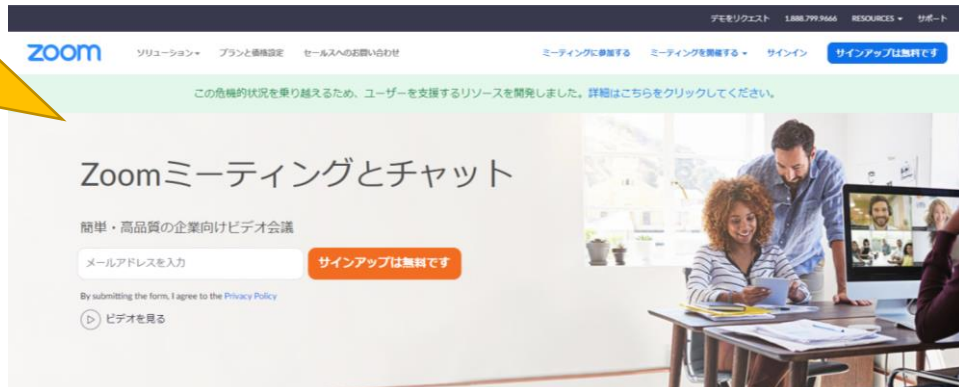 デモをリクエスト 1.888.799.9666 RESOURCES サポート
zoom ソリューション プランと価格設定 セールスへのお問い合わせ ミーティングに参加する ミーティングを開催する サインイン サインアップは無料です
この危機的状況を乗り越えるため、ユーザーを支援するリソースを開発しました。詳細はこちらをクリックしてください。
Zoomミーティングとチャット
簡単・高品質の企業向けビデオ会議
メールアドレスを入力 サインアップは無料です
By submitting the form, I agree to the Privacy Policy
ビデオを見る